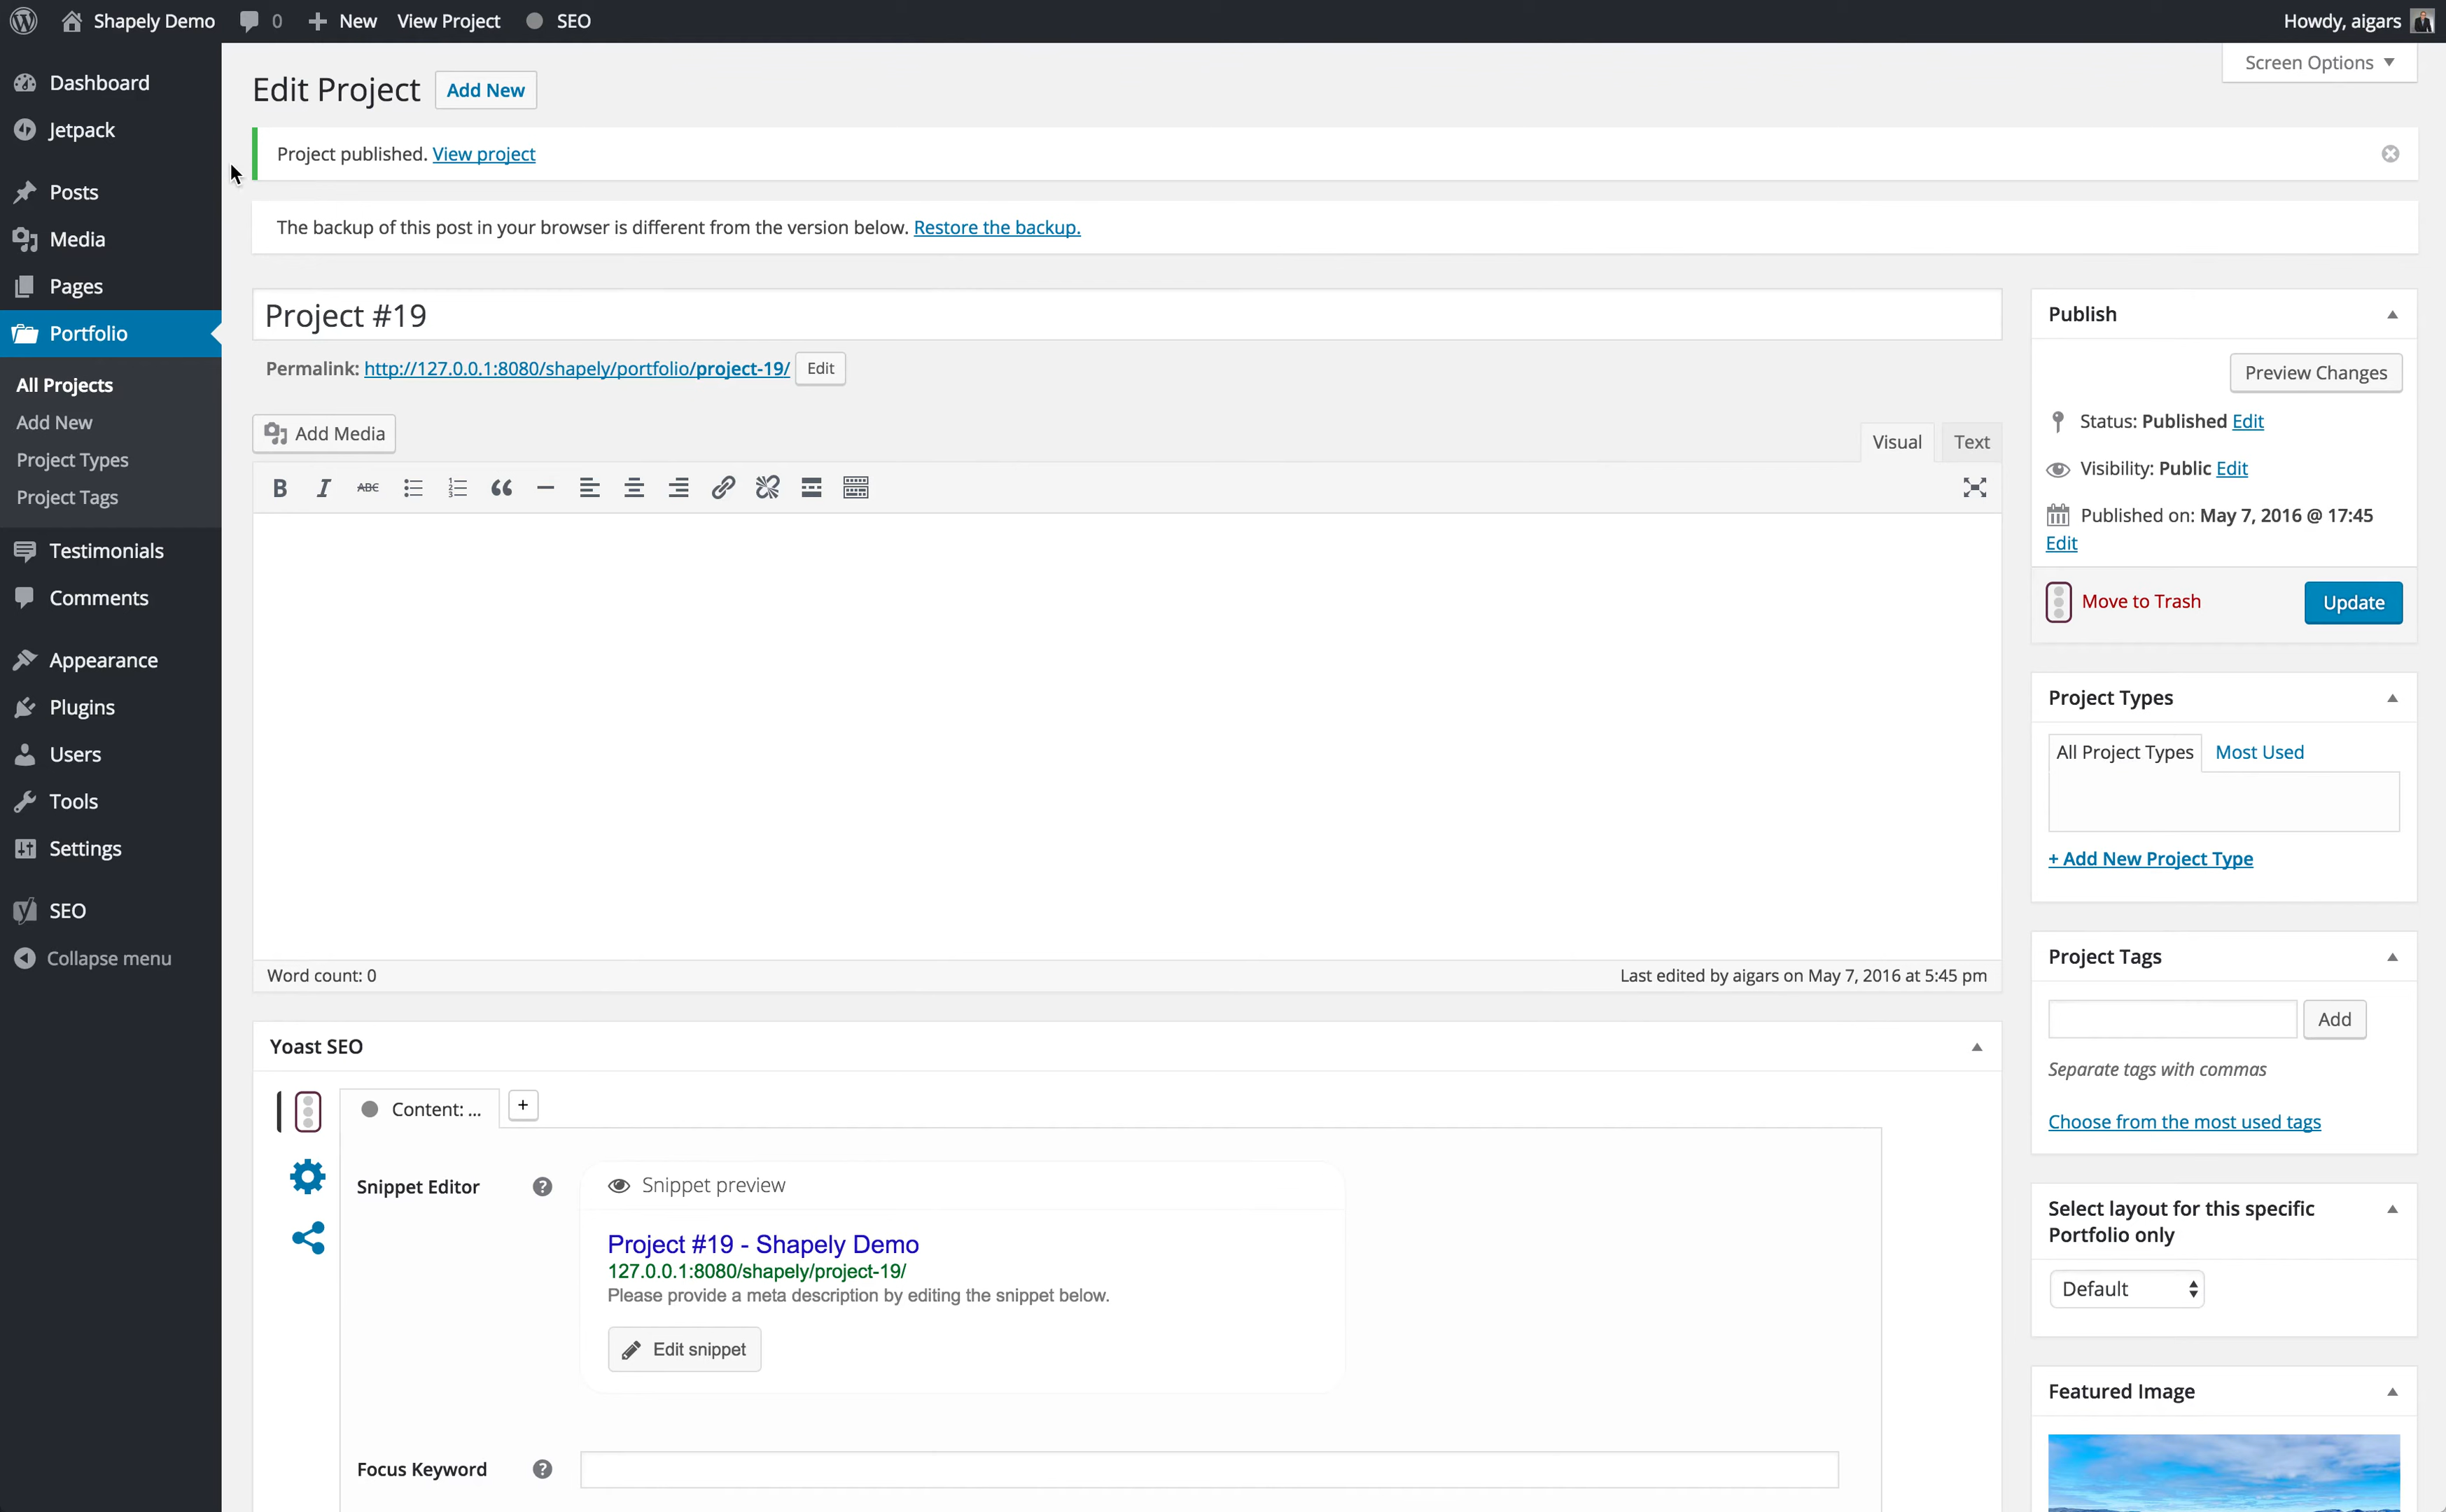 Shapely Demo 0 New View Project SEO Howdy, aigars
Screen Options
Dashboard
Jetpack
Posts
Media
Pages
Portfolio
All Projects
Add New
Project Types
Project Tags
Testimonials
Comments
Appearance
Plugins
Users
Tools
Settings
SEO
Collapse menu
Edit Project Add New
Project published. View project
The backup of this post in your browser is different from the version below. Restore the backup.
Project #19
Permalink: http://127.0.0.1:8080/shapely/portfolio/project-19/ Edit
Add Media
Visual Text
B I ABC
Word count: 0 Last edited by aigars on May 7, 2016 at 5:45 pm
Yoast SEO
Content: ... +
Snippet Editor ?
Snippet preview
Project #19 - Shapely Demo
127.0.0.1:8080/shapely/project-19/
Please provide a meta description by editing the snippet below.
Edit snippet
Focus Keyword ?
Publish
Preview Changes
Status: Published Edit
Visibility: Public Edit
Published on: May 7, 2016 @ 17:45
Edit
Move to Trash Update
Project Types
All Project Types Most Used
+ Add New Project Type
Project Tags
Add
Separate tags with commas
Choose from the most used tags
Select layout for this specific
Portfolio only
Default
Featured Image